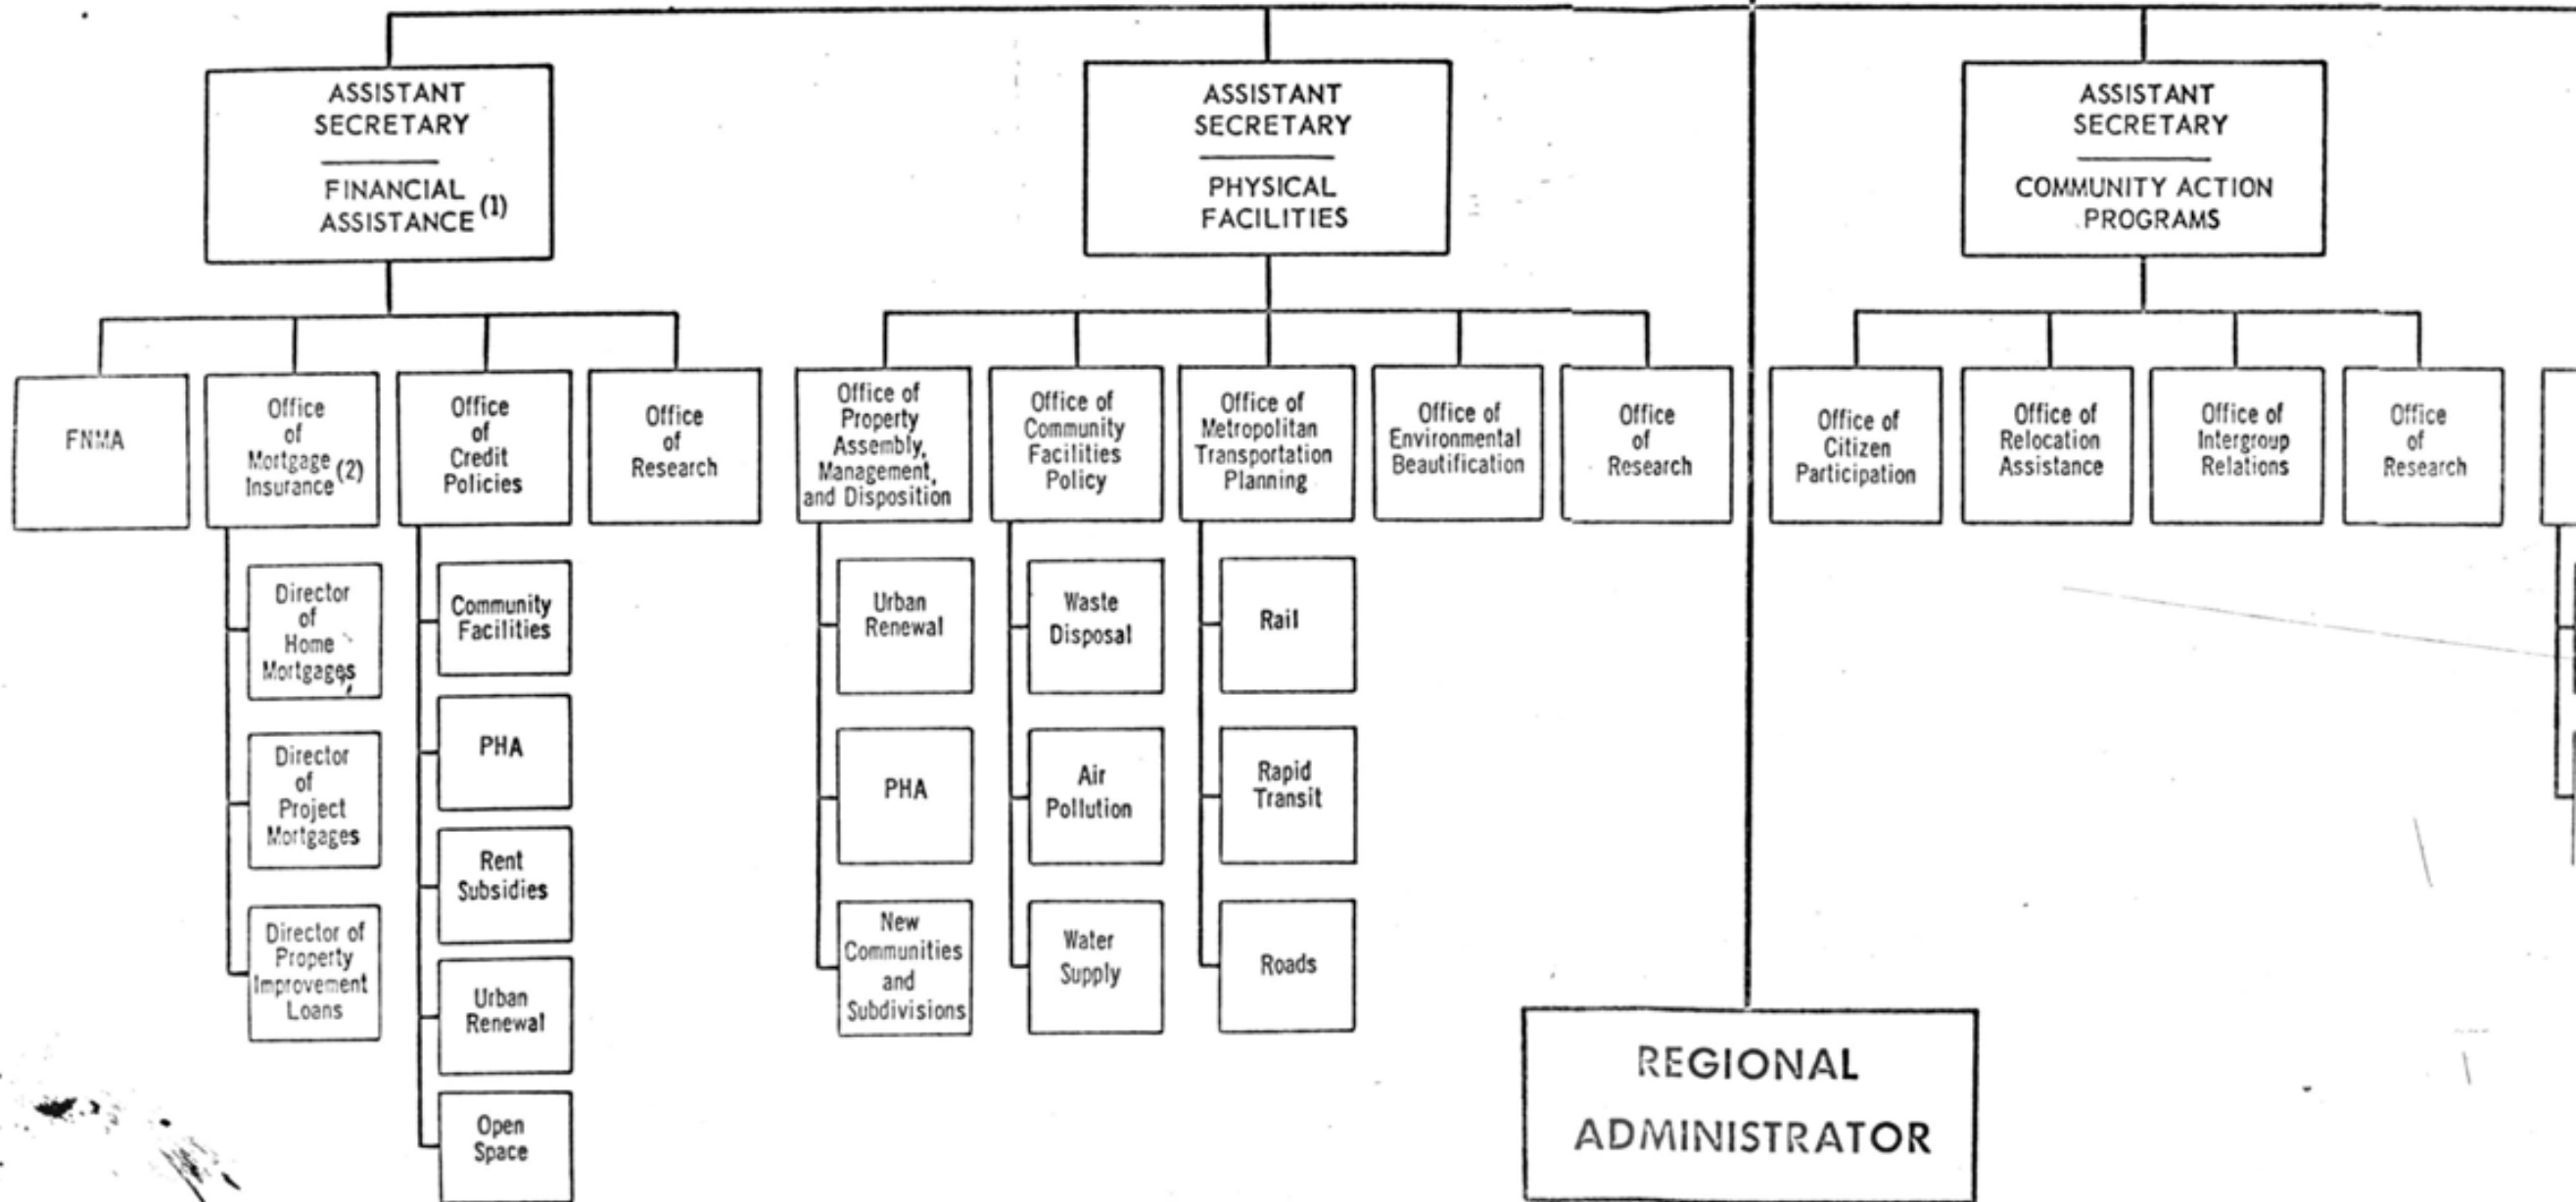 ASSISTANT
SECRETARY
FINANCIAL
ASSISTANCE (1)
ASSISTANT
SECRETARY
PHYSICAL
FACILITIES
ASSISTANT
SECRETARY
COMMUNITY ACTION
PROGRAMS
FNMA
Office
of
Mortgage
Insurance (2)
Office
of
Credit
Policies
Office
of
Research
Office of
Property
Assembly,
Management,
and Disposition
Office of
Community
Facilities
Policy
Office of
Metropolitan
Transportation
Planning
Office of
Environmental
Beautification
Office
of
Research
Office of
Citizen
Participation
Office of
Relocation
Assistance
Office of
Intergroup
Relations
Office
of
Research
Director
of
Home
Mortgages
Director
of
Project
Mortgages
Director of
Property
Improvement
Loans
Community
Facilities
PHA
Rent
Subsidies
Urban
Renewal
Open
Space
Urban
Renewal
PHA
New
Communities
and
Subdivisions
Waste
Disposal
Air
Pollution
Water
Supply
Rail
Rapid
Transit
Roads
REGIONAL
ADMINISTRATOR